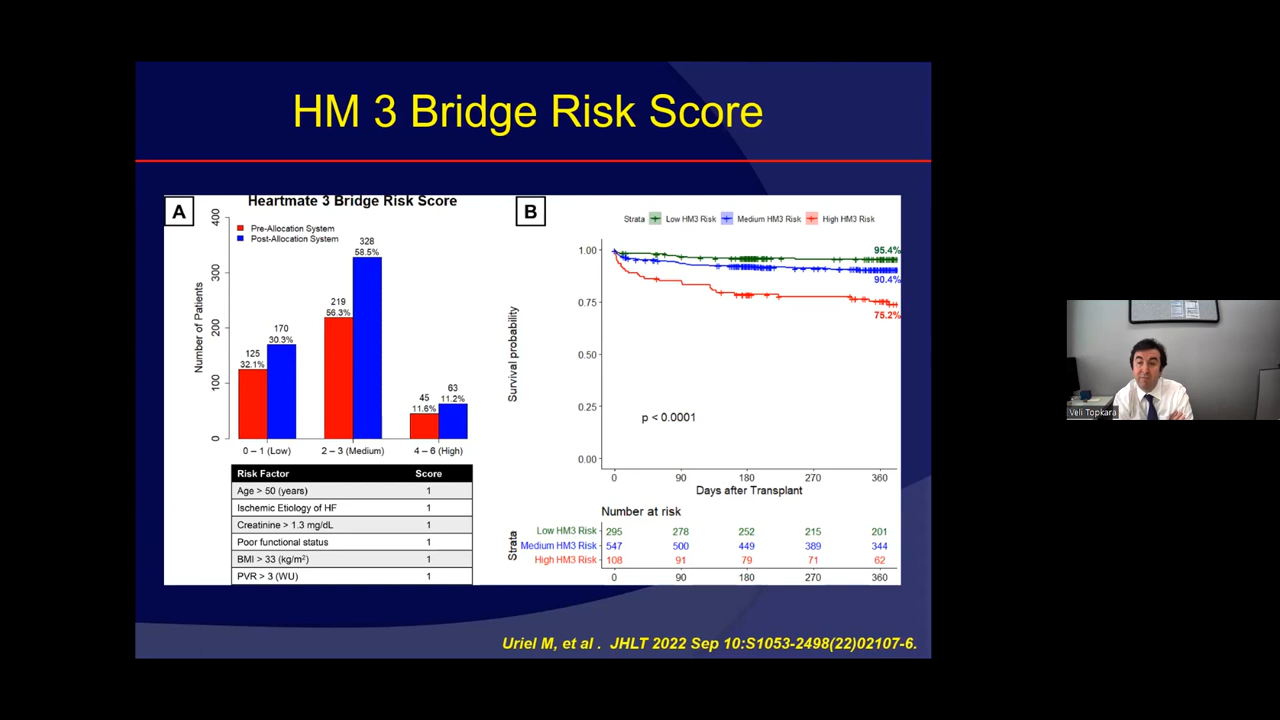 HM 3 Bridge Risk Score
A
Heartmate 3 Bridge Risk Score
Pre-Allocation System
Post-Allocation System
Number of Patients
400
300
200
100
0
125
32.1%
170
30.3%
219
56.3%
328
58.5%
45
11.6%
63
11.2%
0 – 1 (Low)
2 – 3 (Medium)
4 – 6 (High)
Risk Factor Score
Age > 50 (years) 1
Ischemic Etiology of HF 1
Creatinine > 1.3 mg/dL 1
Poor functional status 1
BMI > 33 (kg/m²) 1
PVR > 3 (WU) 1
B
Strata Low HM3 Risk Medium HM3 Risk High HM3 Risk
Survival probability
1.00
0.75
0.50
0.25
0.00
95.4%
90.4%
75.2%
p < 0.0001
0 90 180 270 360
Days after Transplant
Number at risk
Strata
Low HM3 Risk 295 278 252 215 201
Medium HM3 Risk 547 500 449 389 344
High HM3 Risk 108 91 79 71 62
0 90 180 270 360
Uriel M, et al . JHLT 2022 Sep 10:S1053-2498(22)02107-6.
Veli Topkara